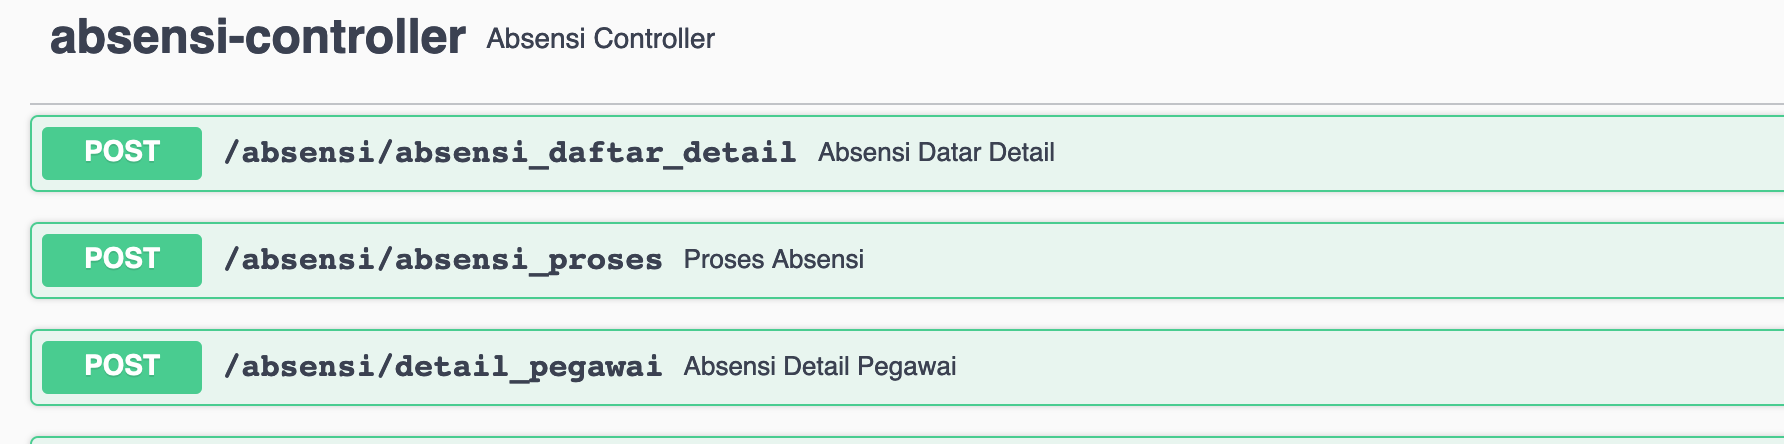 absensi-controller Absensi Controller
POST /absensi/absensi_daftar_detail Absensi Datar Detail
POST /absensi/absensi_proses Proses Absensi
POST /absensi/detail_pegawai Absensi Detail Pegawai